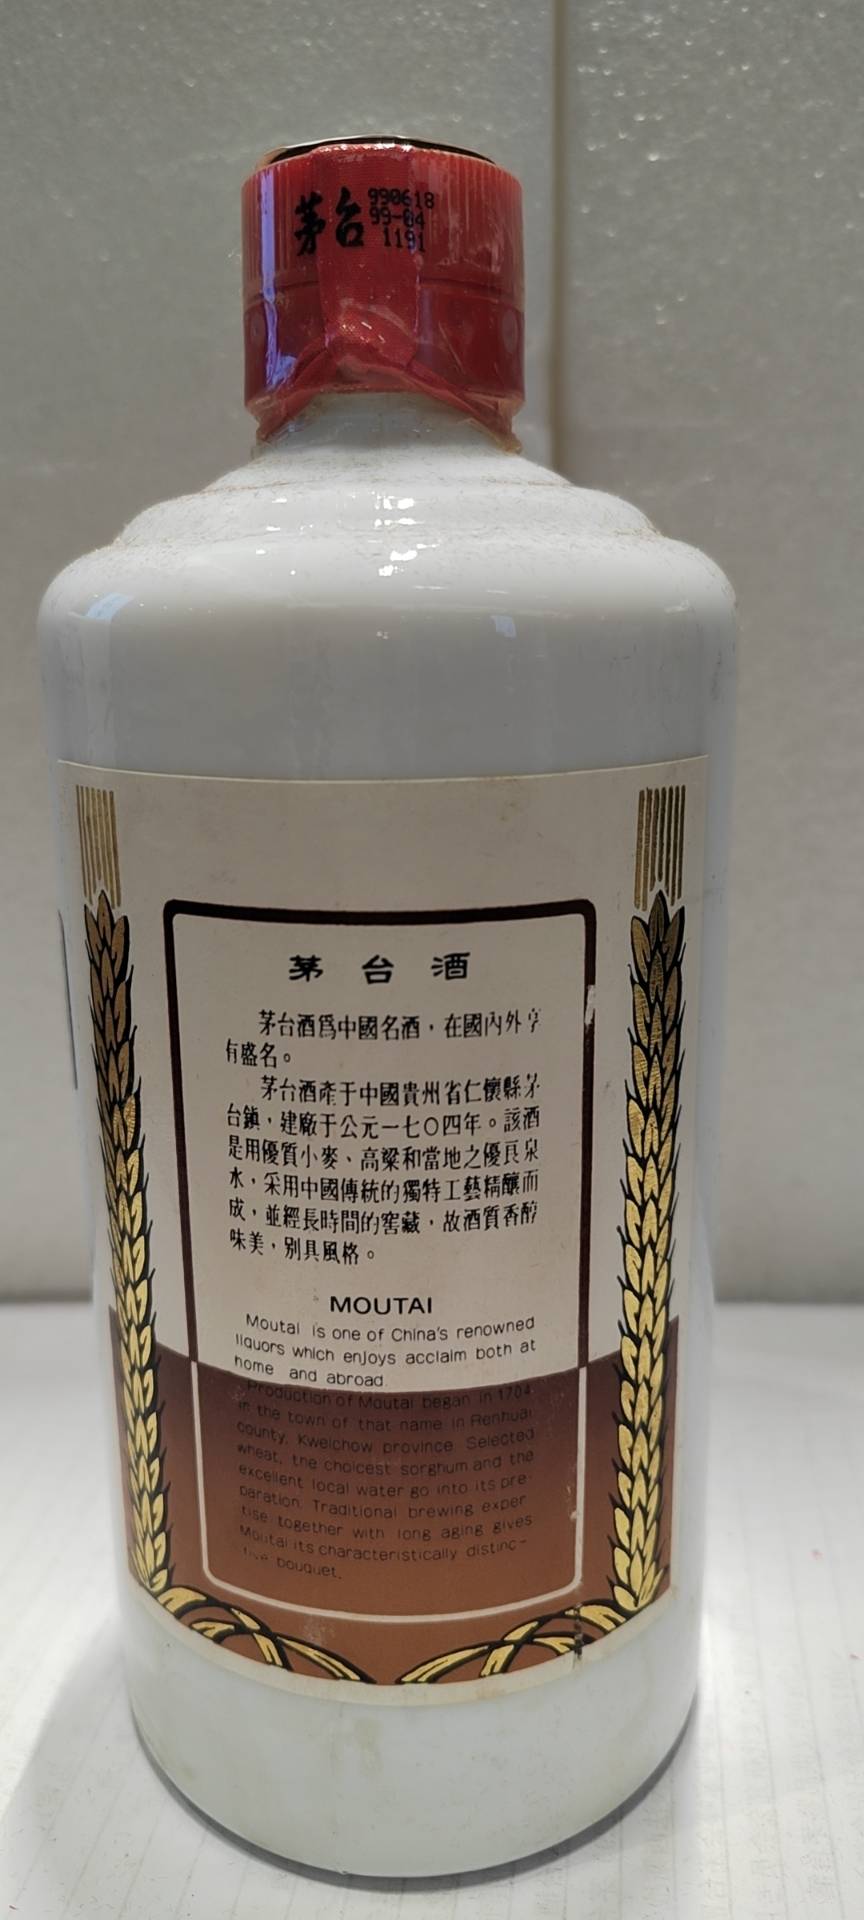 茅台
990618
99-04
1191
茅台酒
茅台酒爲中國名酒，在國内外享
有盛名。
茅台酒產于中國貴州省仁懷縣茅
台鎮，建廠于公元一七〇四年。該酒
是用優質小麥、高粱和當地之優良泉
水，采用中國傳統的獨特工藝精釀而
成，並經長時間的窖藏，故酒質香醇
味美，别具風格。
MOUTAI
Moutai is one of China's renowned
liquors which enjoys acclaim both at
home and abroad.
Production of Moutai began in 1704
in the town of that name in Renhuai
county, Kweichow province. Selected
wheat, the choicest sorghum and the
excellent local water go into its pre-
paration. Traditional brewing exper
tise together with long aging gives
Moutai its characteristically distinc-
tive bouquet.